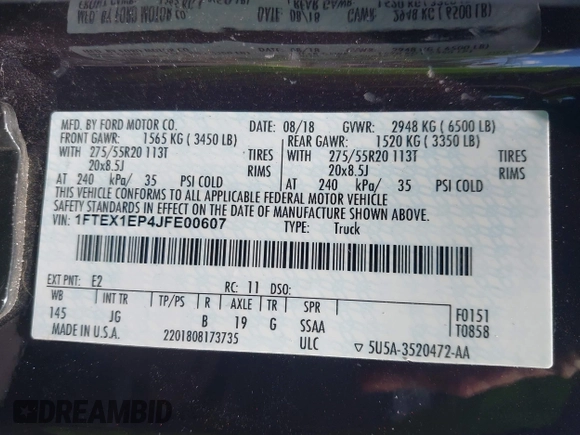 MFG. BY FORD MOTOR CO. DATE: 08/18 GVWR: 2948 KG ( 6500 LB)
FRONT GAWR: 1565 KG ( 3450 LB) REAR GAWR: 1520 KG ( 3350 LB)
WITH 275/55R20 113T TIRES WITH 275/55R20 113T TIRES
20x8.5J RIMS 20x8.5J RIMS
AT 240 kPa/ 35 PSI COLD AT 240 kPa/ 35 PSI COLD
THIS VEHICLE CONFORMS TO ALL APPLICABLE FEDERAL MOTOR VEHICLE
SAFETY STANDARDS IN EFFECT ON THE DATE OF MANUFACTURE SHOWN ABOVE.
VIN: 1FTEX1EP4JFE00607 TYPE: Truck
EXT PNT: E2 RC: 11 DSO:
WB INT TR TP/PS R AXLE TR SPR F0151
145 JG B 19 G SSAA T0858
MADE IN U.S.A. 2201808173735 ULC ▽ 5U5A-3520472-AA
DREAMBID